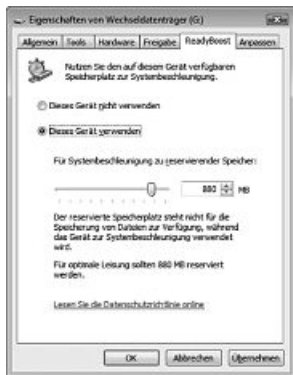 Eigenschaften von Wechseldatenträger (G:)
Allgemein Tools Hardware Freigabe ReadyBoost Anpassen
Nutzen Sie den auf diesem Gerät verfügbaren
Speicherplatz zur Systembeschleunigung.
Dieses Gerät nicht verwenden
Dieses Gerät verwenden
Für Systembeschleunigung zu reservierender Speicher:
880 MB
Der reservierte Speicherplatz steht nicht für die
Speicherung von Dateien zur Verfügung, während
das Gerät zur Systembeschleunigung verwendet
wird.
Für optimale Leisung sollten 880 MB reserviert
werden.
Lesen Sie die Datenschutzrichtlinie online
OK Abbrechen Übernehmen